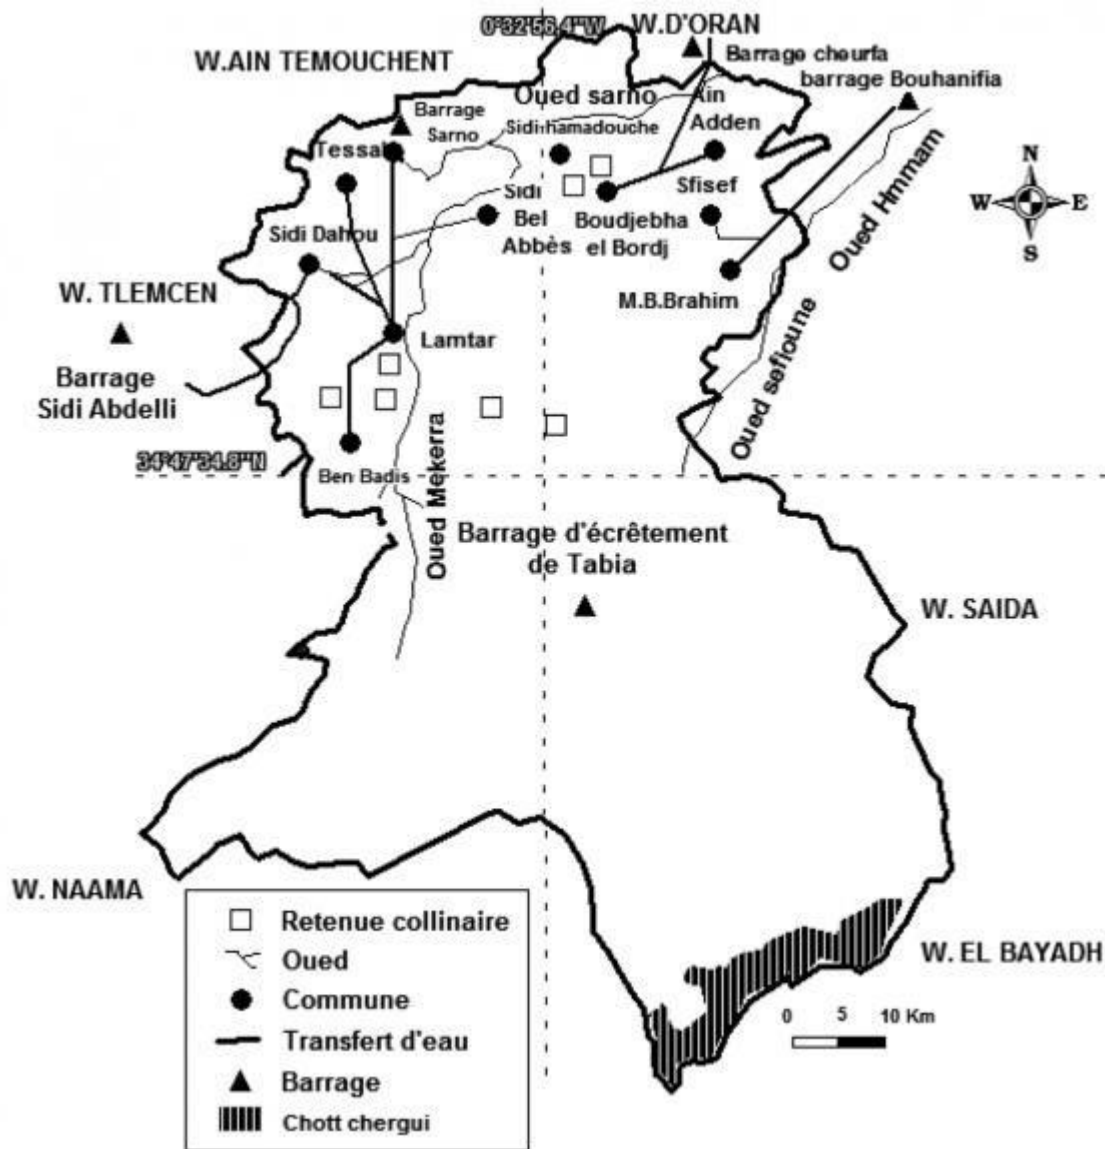 0°32'56.4"W
W.D'ORAN
W.AIN TEMOUCHENT
Barrage cheurfa
barrage Bouhanifia
Oued sarno
Ain
Adden
Barrage
Sarno
Sidi hamadouche
Tessala
Sfisef
Sidi
Bel
Abbès
Boudjebha
el Bordj
Sidi Dahou
N
W
E
S
Oued Hmmam
M.B.Brahim
W. TLEMCEN
Lamtar
Barrage
Sidi Abdelli
Oued sefioune
34°47'34.8"N
Ben Badis
Oued Mekerra
Barrage d'écrêtement
de Tabia
W. SAIDA
W. NAAMA
Retenue collinaire
Oued
Commune
Transfert d'eau
Barrage
Chott chergui
W. EL BAYADH
0 5 10 Km